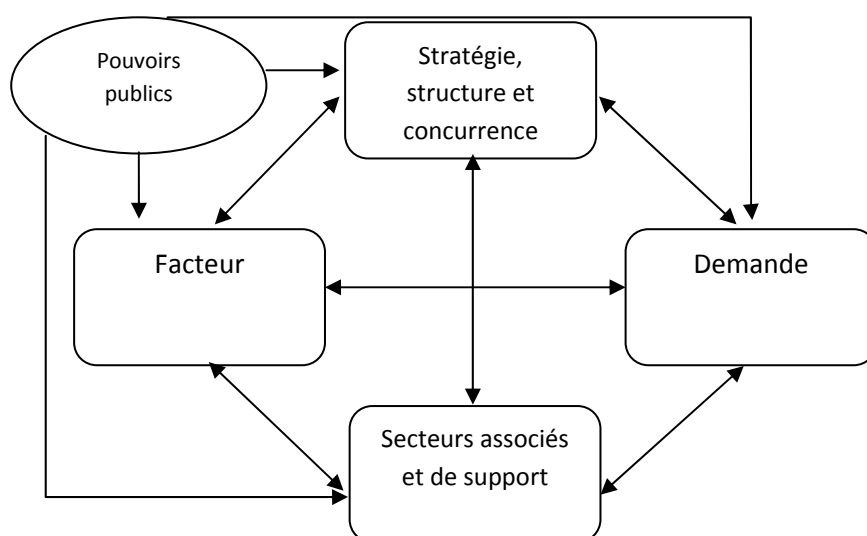 Pouvoirs
publics
Stratégie,
structure et
concurrence
Facteur
Demande
Secteurs associés
et de support